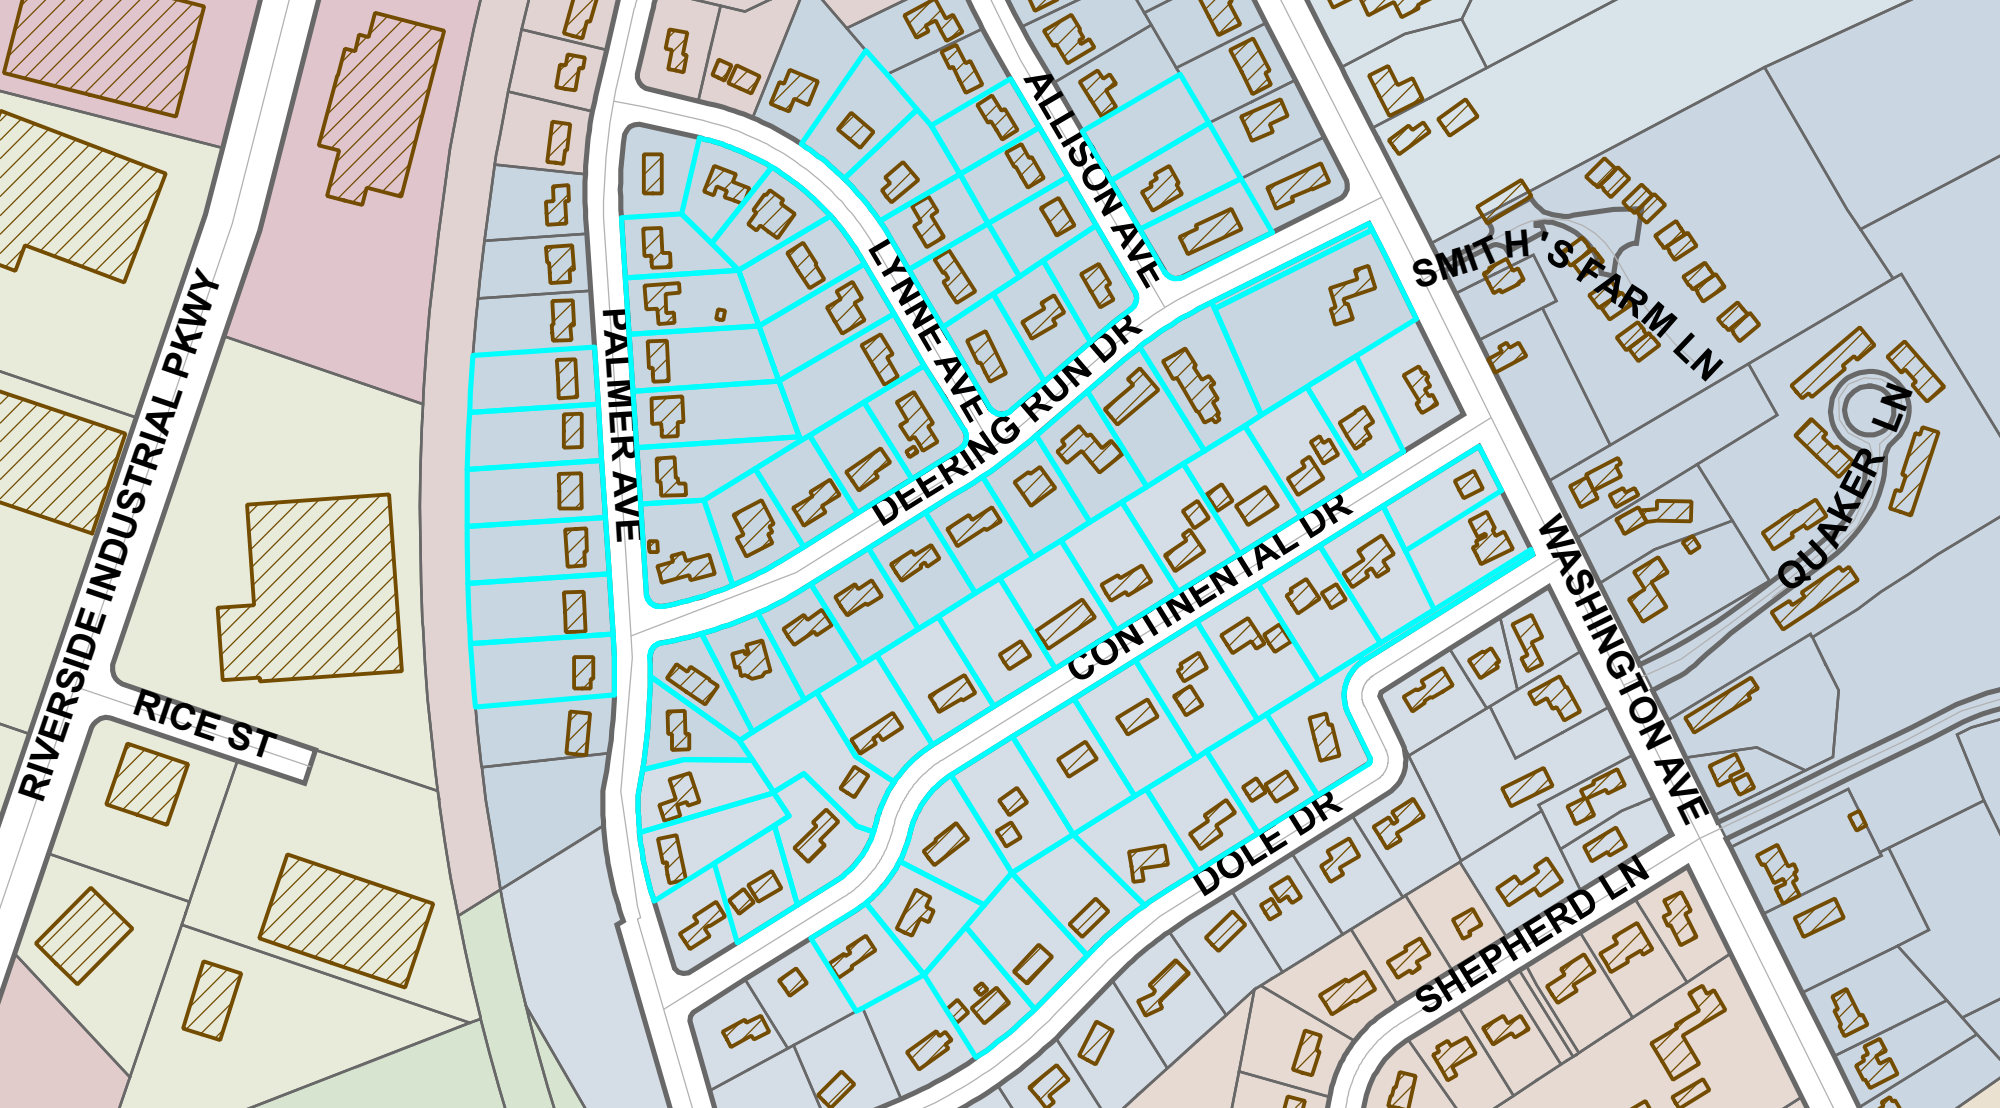 ALLISON AVE
SMITH'S FARM LN
LYNNE AVE
RIVERSIDE INDUSTRIAL PKWY
PALMER AVE
DEERING RUN DR
QUAKER LN
CONTINENTAL DR
WASHINGTON AVE
RICE ST
DOLE DR
SHEPHERD LN